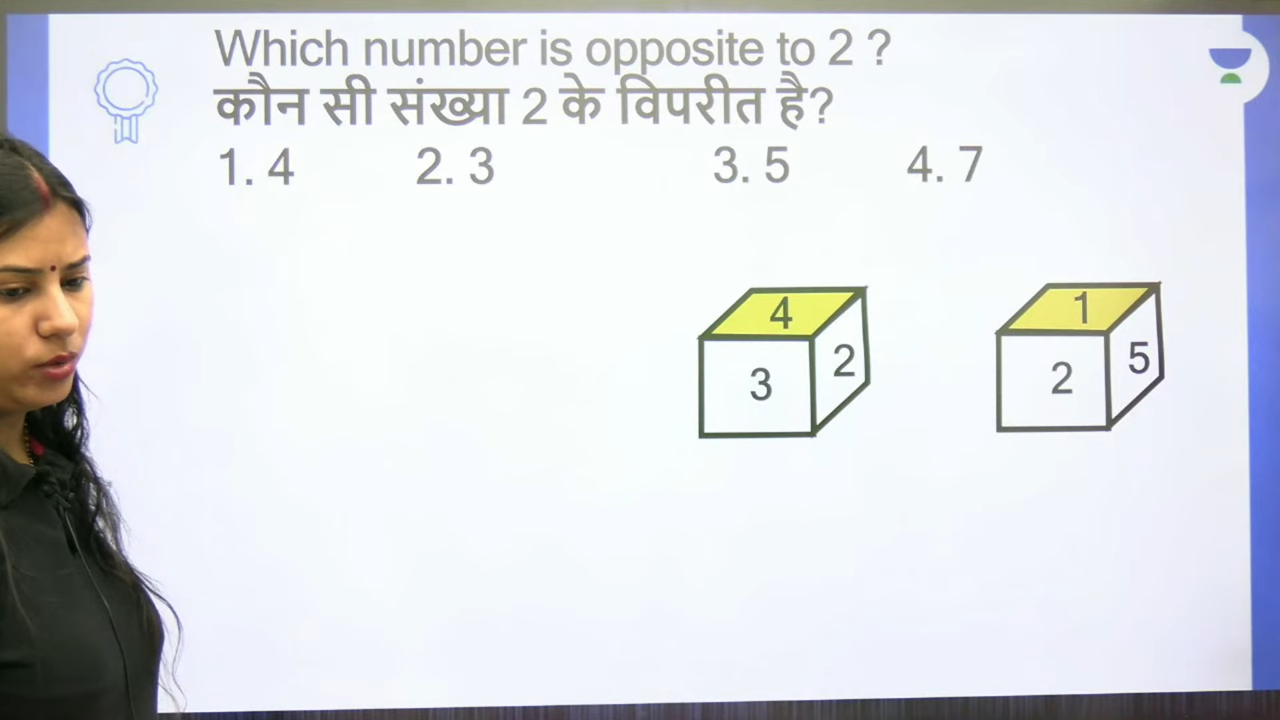 Which number is opposite to 2 ?
कौन सी संख्या 2 के विपरीत है?
1. 4 2. 3 3. 5 4. 7
4 1
3 2 2 5